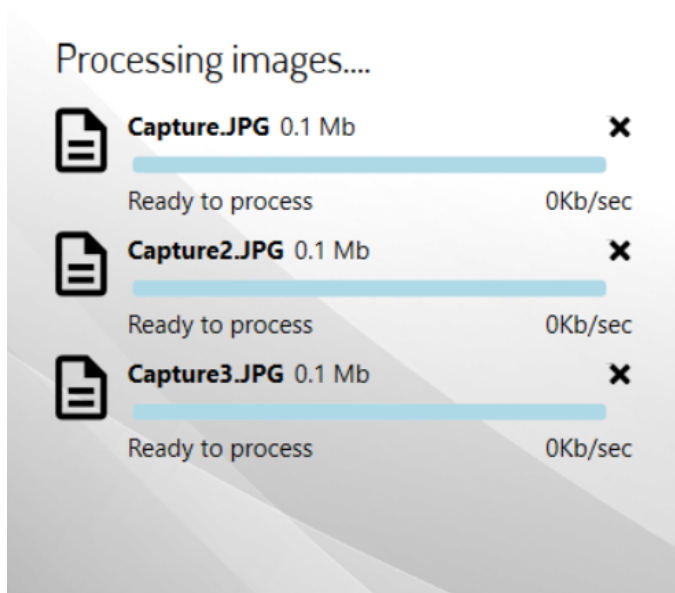 Processing images....
Capture.JPG 0.1 Mb
Ready to process 0Kb/sec
Capture2.JPG 0.1 Mb
Ready to process 0Kb/sec
Capture3.JPG 0.1 Mb
Ready to process 0Kb/sec